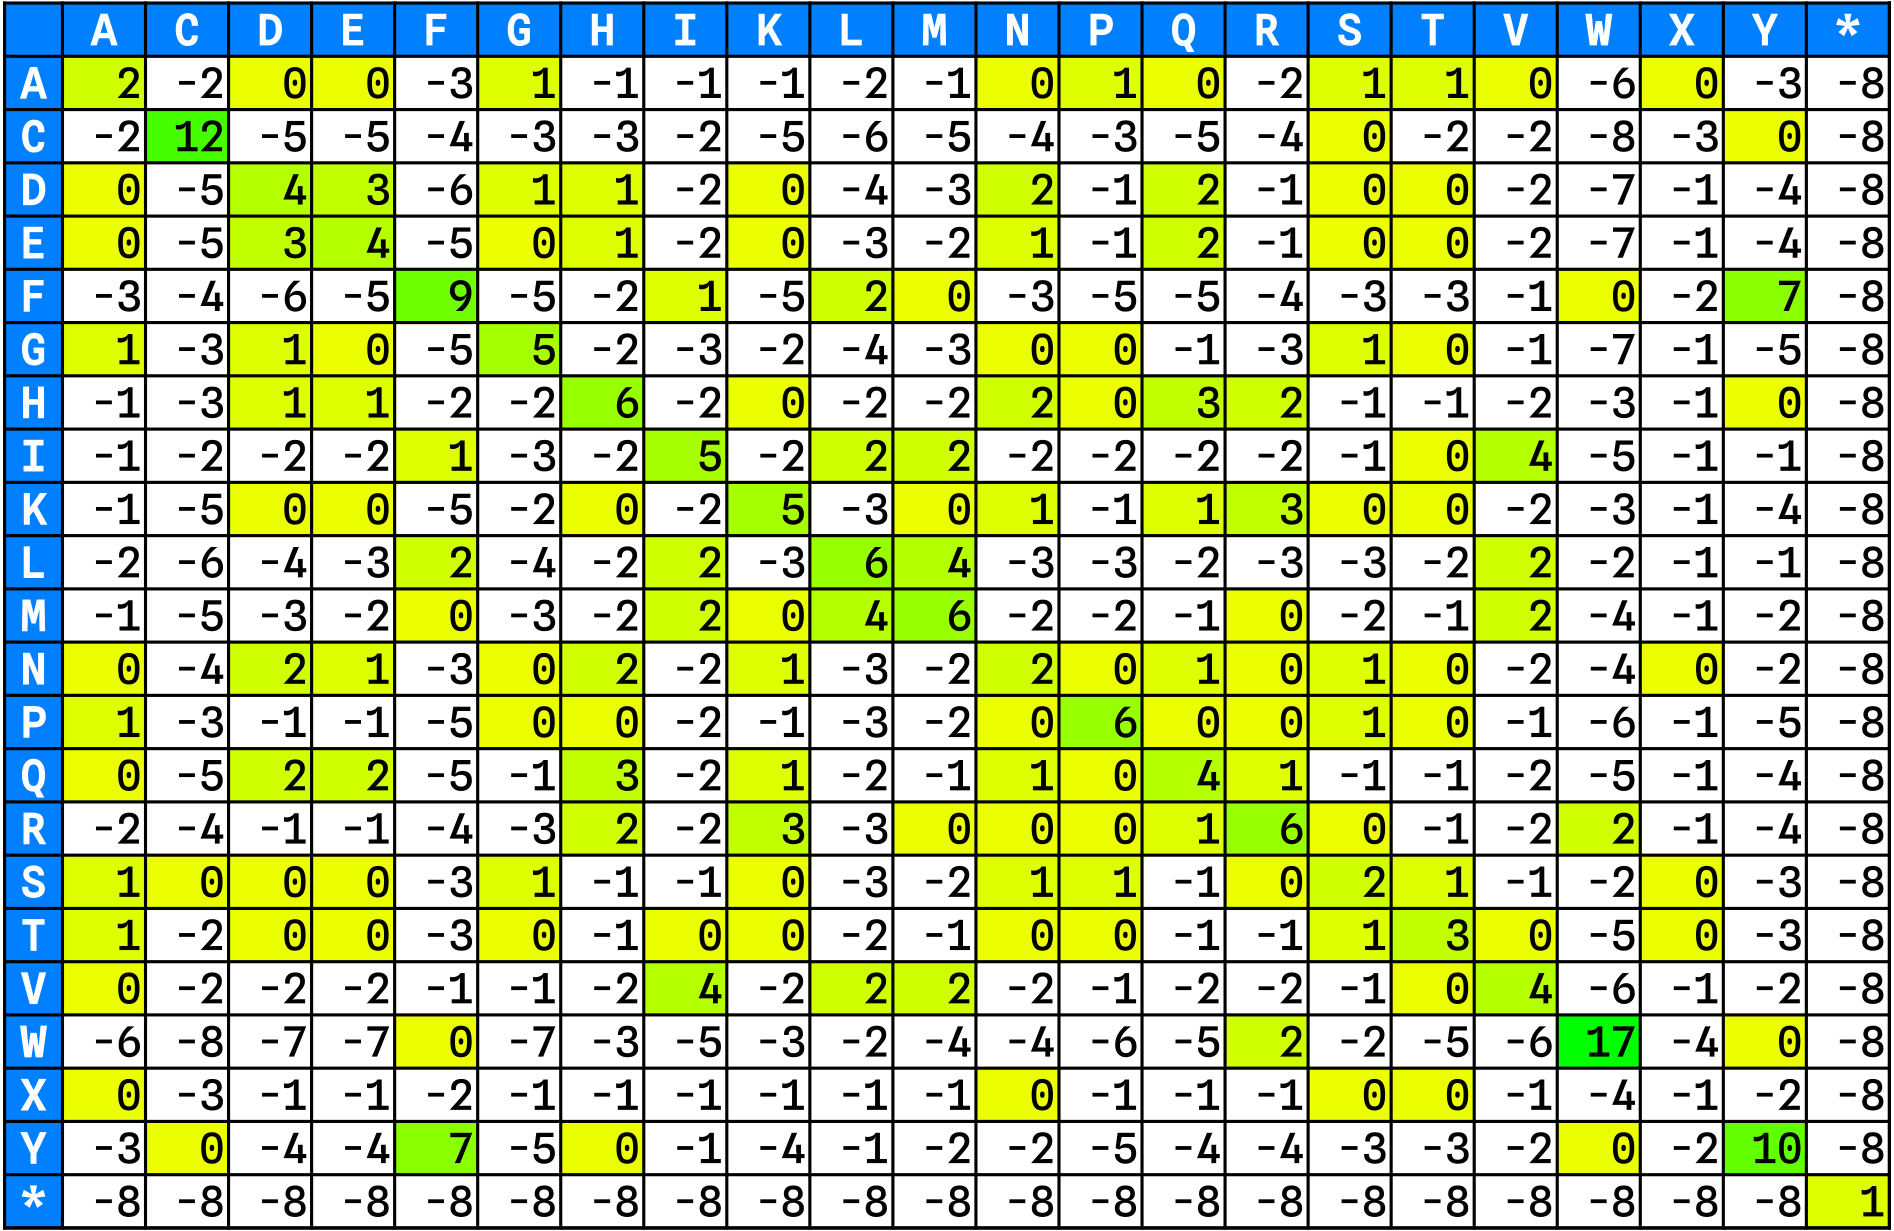 A C D E F G H I K L M N P Q R S T V W X Y *
A 2 -2 0 0 -3 1 -1 -1 -1 -2 -1 0 1 0 -2 1 1 0 -6 0 -3 -8
C -2 12 -5 -5 -4 -3 -3 -2 -5 -6 -5 -4 -3 -5 -4 0 -2 -2 -8 -3 0 -8
D 0 -5 4 3 -6 1 1 -2 0 -4 -3 2 -1 2 -1 0 0 -2 -7 -1 -4 -8
E 0 -5 3 4 -5 0 1 -2 0 -3 -2 1 -1 2 -1 0 0 -2 -7 -1 -4 -8
F -3 -4 -6 -5 9 -5 -2 1 -5 2 0 -3 -5 -5 -4 -3 -3 -1 0 -2 7 -8
G 1 -3 1 0 -5 5 -2 -3 -2 -4 -3 0 0 -1 -3 1 0 -1 -7 -1 -5 -8
H -1 -3 1 1 -2 -2 6 -2 0 -2 -2 2 0 3 2 -1 -1 -2 -3 -1 0 -8
I -1 -2 -2 -2 1 -3 -2 5 -2 2 2 -2 -2 -2 -2 -1 0 4 -5 -1 -1 -8
K -1 -5 0 0 -5 -2 0 -2 5 -3 0 1 -1 1 3 0 0 -2 -3 -1 -4 -8
L -2 -6 -4 -3 2 -4 -2 2 -3 6 4 -3 -3 -2 -3 -3 -2 2 -2 -1 -1 -8
M -1 -5 -3 -2 0 -3 -2 2 0 4 6 -2 -2 -1 0 -2 -1 2 -4 -1 -2 -8
N 0 -4 2 1 -3 0 2 -2 1 -3 -2 2 0 1 0 1 0 -2 -4 0 -2 -8
P 1 -3 -1 -1 -5 0 0 -2 -1 -3 -2 0 6 0 0 1 0 -1 -6 -1 -5 -8
Q 0 -5 2 2 -5 -1 3 -2 1 -2 -1 1 0 4 1 -1 -1 -2 -5 -1 -4 -8
R -2 -4 -1 -1 -4 -3 2 -2 3 -3 0 0 0 1 6 0 -1 -2 2 -1 -4 -8
S 1 0 0 0 -3 1 -1 -1 0 -3 -2 1 1 -1 0 2 1 -1 -2 0 -3 -8
T 1 -2 0 0 -3 0 -1 0 0 -2 -1 0 0 -1 -1 1 3 0 -5 0 -3 -8
V 0 -2 -2 -2 -1 -1 -2 4 -2 2 2 -2 -1 -2 -2 -1 0 4 -6 -1 -2 -8
W -6 -8 -7 -7 0 -7 -3 -5 -3 -2 -4 -4 -6 -5 2 -2 -5 -6 17 -4 0 -8
X 0 -3 -1 -1 -2 -1 -1 -1 -1 -1 -1 0 -1 -1 -1 0 0 -1 -4 -1 -2 -8
Y -3 0 -4 -4 7 -5 0 -1 -4 -1 -2 -2 -5 -4 -4 -3 -3 -2 0 -2 10 -8
* -8 -8 -8 -8 -8 -8 -8 -8 -8 -8 -8 -8 -8 -8 -8 -8 -8 -8 -8 -8 -8 1